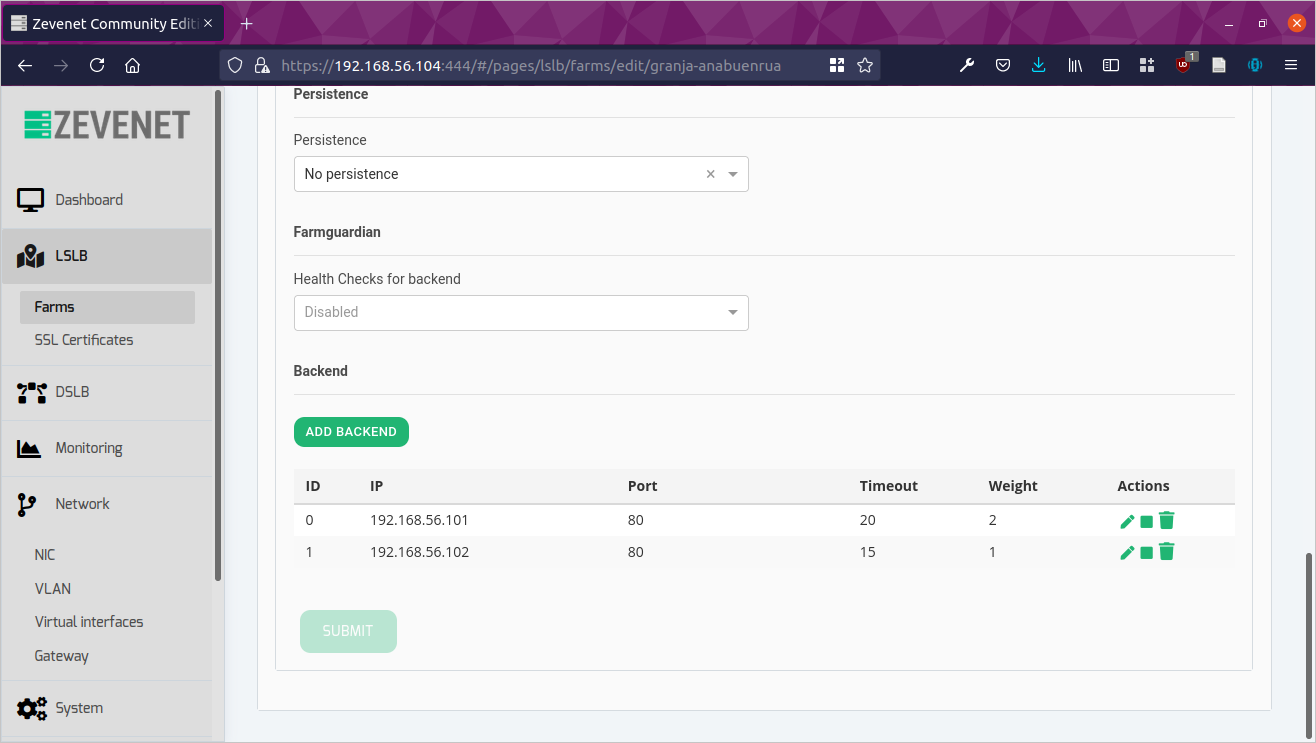 Zevenet Community Editi
https://192.168.56.104:444/#/pages/lslb/farms/edit/granja-anabuenrua
1
ZEVENET
Dashboard
LSLB
Farms
SSL Certificates
DSLB
Monitoring
Network
NIC
VLAN
Virtual interfaces
Gateway
System
Persistence
Persistence
No persistence
Farmguardian
Health Checks for backend
Disabled
Backend
ADD BACKEND
ID IP Port Timeout Weight Actions
0 192.168.56.101 80 20 2
1 192.168.56.102 80 15 1
SUBMIT